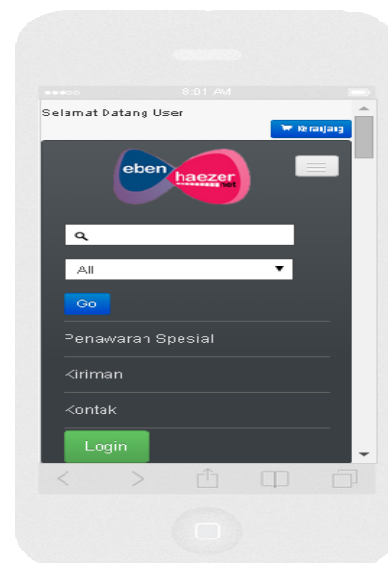 8:01 AM
Selamat Datang User
Keranjang
eben
haezer
net
All
Go
Penawaran Spesial
Kiriman
Kontak
Login